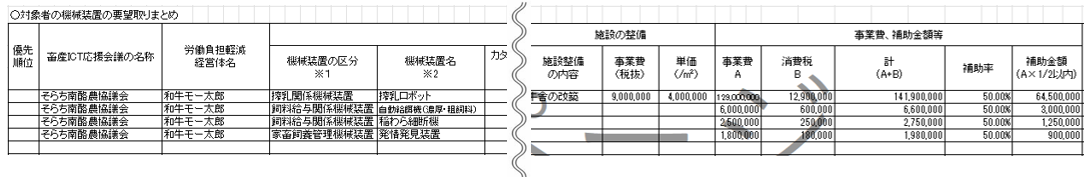 ○対象者の機械装置の要望取りまとめ
優先順位 畜産ICT応援会議の名称 労働負担軽減経営体名 機械装置の区分※1 機械装置名※2 カタ 施設の整備 事業費、補助金額等
施設整備の内容 事業費(税抜) 単価(/㎡) 事業費A 消費税B 計(A+B) 補助率 補助金額(A×1/2以内)
そらち南酪農協議会 和牛モー太郎 搾乳関係機械装置 搾乳ロボット 舎の改築 9,000,000 4,000,000 129,000,000 12,900,000 141,900,000 50.00% 64,500,000
そらち南酪農協議会 和牛モー太郎 飼料給与関係機械装置 自動給餌機(濃厚・粗飼料) 6,000,000 600,000 6,600,000 50.00% 3,000,000
そらち南酪農協議会 和牛モー太郎 飼料給与関係機械装置 稲わら細断機 2,500,000 250,000 2,750,000 50.00% 1,250,000
そらち南酪農協議会 和牛モー太郎 家畜飼養管理機械装置 発情発見装置 1,800,000 180,000 1,980,000 50.00% 900,000